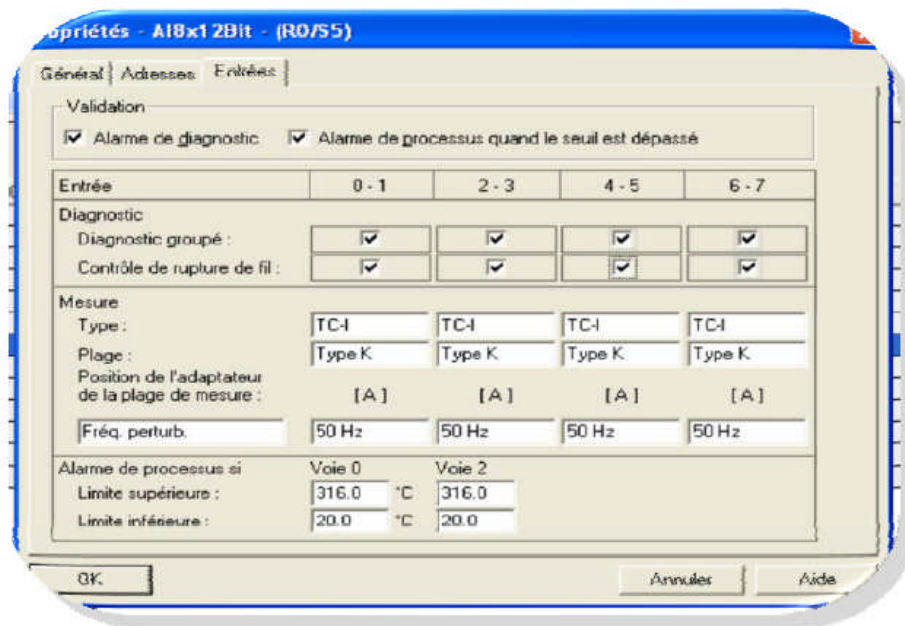 opriétés - AI8x12Bit - (R0/S5)
Général Adresses Entrées
Validation
Alarme de diagnostic Alarme de processus quand le seuil est dépassé
Entrée 0 - 1 2 - 3 4 - 5 6 - 7
Diagnostic
Diagnostic groupé :
Contrôle de rupture de fil :
Mesure
Type : TC-I TC-I TC-I TC-I
Plage : Type K Type K Type K Type K
Position de l'adaptateur
de la plage de mesure : [ A ] [ A ] [ A ] [ A ]
Fréq. perturb. 50 Hz 50 Hz 50 Hz 50 Hz
Alarme de processus si Voie 0 Voie 2
Limite supérieure : 316.0 °C 316.0
Limite inférieure : 20.0 °C 20.0
OK Annuler Aide